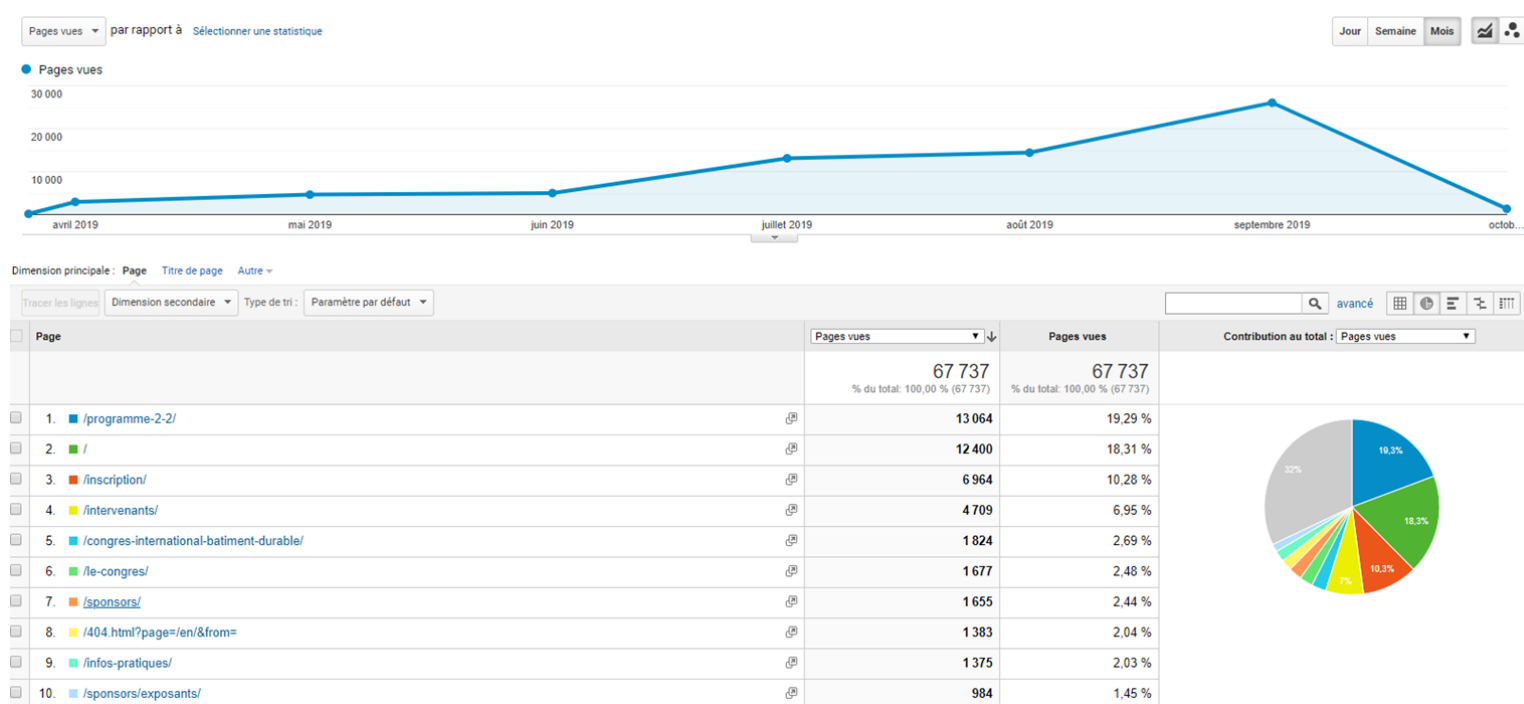 Pages vues par rapport à Sélectionner une statistique Jour Semaine Mois
Pages vues
30 000
20 000
10 000
avril 2019 mai 2019 juin 2019 juillet 2019 août 2019 septembre 2019 octob...
Dimension principale : Page Titre de page Autre
Tracer les lignes Dimension secondaire Type de tri : Paramètre par défaut avancé
Page Pages vues Pages vues Contribution au total : Pages vues
67 737 67 737
% du total: 100,00 % (67 737) % du total: 100,00 % (67 737)
1. /programme-2-2/ 13 064 19,29 %
2. / 12 400 18,31 %
3. /inscription/ 6 964 10,28 %
4. /intervenants/ 4 709 6,95 %
5. /congres-international-batiment-durable/ 1 824 2,69 %
6. /le-congres/ 1 677 2,48 %
7. /sponsors/ 1 655 2,44 %
8. /404.html?page=/en/&from= 1 383 2,04 %
9. /infos-pratiques/ 1 375 2,03 %
10. /sponsors/exposants/ 984 1,45 %
19,3%
32%
18,3%
10,3%
7%